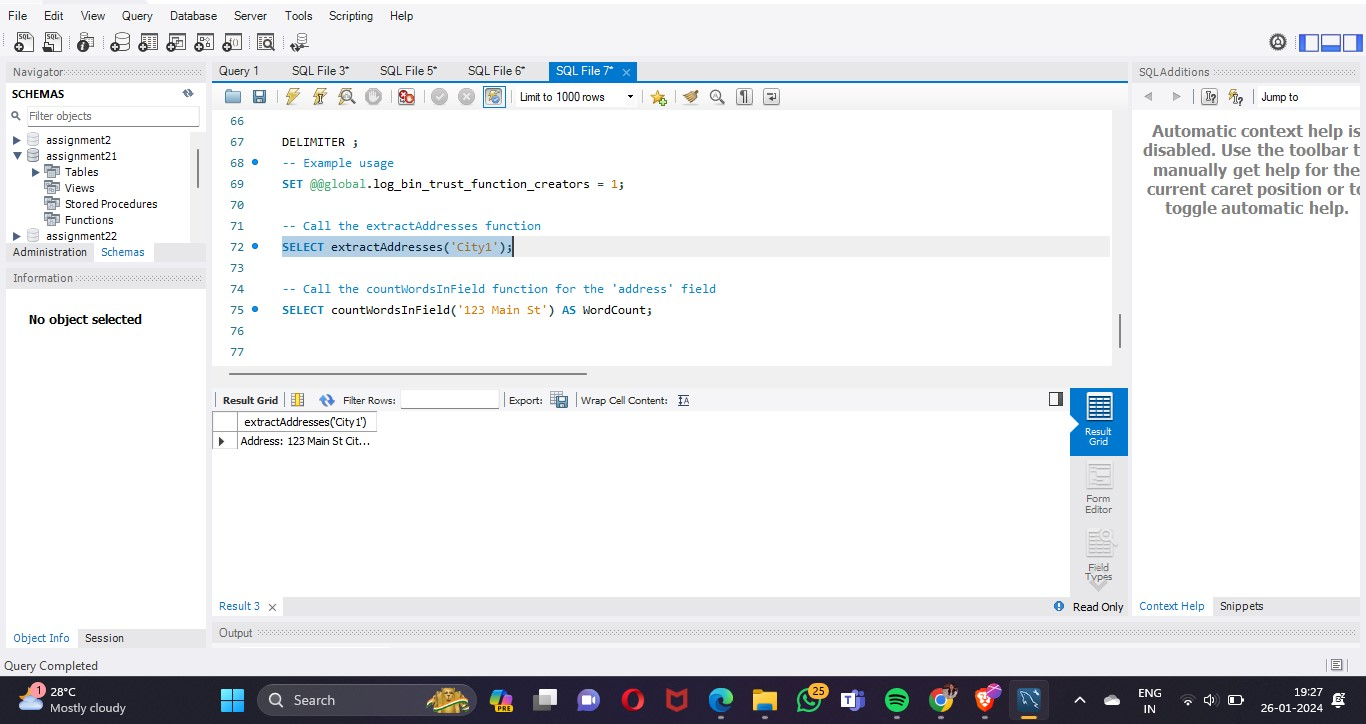 File Edit View Query Database Server Tools Scripting Help
Navigator
SCHEMAS
Filter objects
assignment2
assignment21
Tables
Views
Stored Procedures
Functions
assignment22
Administration Schemas
Information
No object selected
Object Info Session
Query 1 SQL File 3* SQL File 5* SQL File 6* SQL File 7*
Limit to 1000 rows
66
67 DELIMITER ;
68 -- Example usage
69 SET @@global.log_bin_trust_function_creators = 1;
70
71 -- Call the extractAddresses function
72 SELECT extractAddresses('City1');
73
74 -- Call the countWordsInField function for the 'address' field
75 SELECT countWordsInField('123 Main St') AS WordCount;
76
77
Result Grid Filter Rows: Export: Wrap Cell Content:
extractAddresses('City1')
Address: 123 Main St Cit...
Result
Grid
Form
Editor
Field
Types
Result 3
Read Only
Output
SQLAdditions
Jump to
Automatic context help is
disabled. Use the toolbar t
manually get help for the
current caret position or to
toggle automatic help.
Context Help Snippets
Query Completed
1
28°C
Mostly cloudy
Search
PRE
25
ENG
IN
19:27
26-01-2024